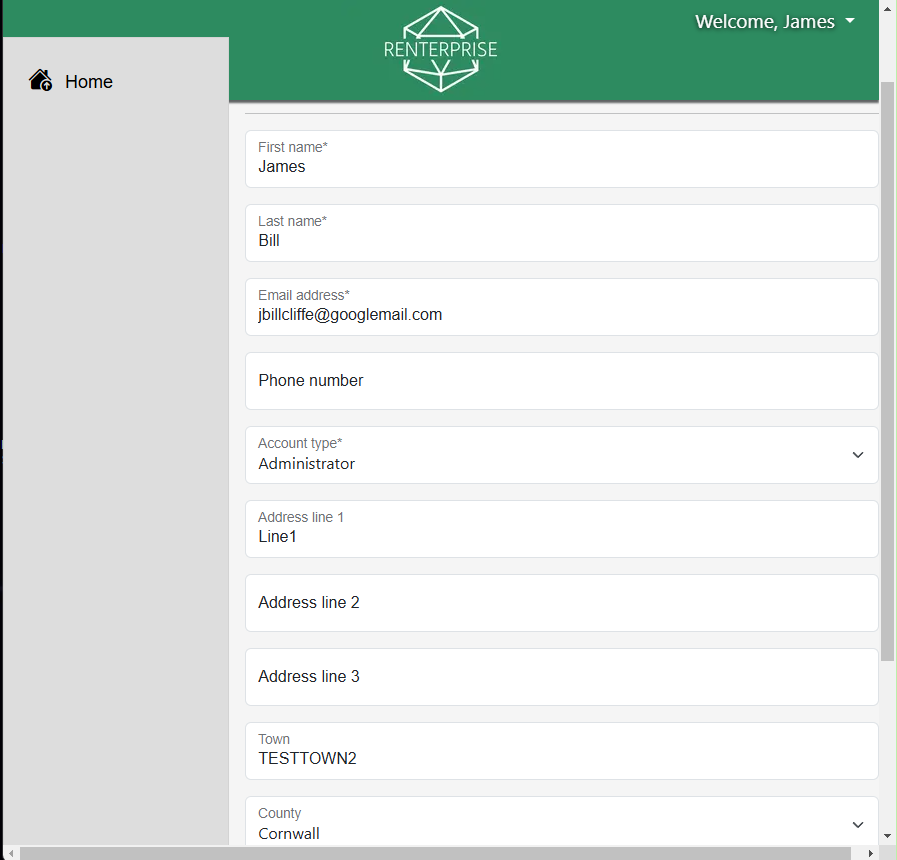 Welcome, James
RENTERPRISE
Home
First name*
James
Last name*
Bill
Email address*
jbillcliffe@googlemail.com
Phone number
Account type*
Administrator
Address line 1
Line1
Address line 2
Address line 3
Town
TESTTOWN2
County
Cornwall